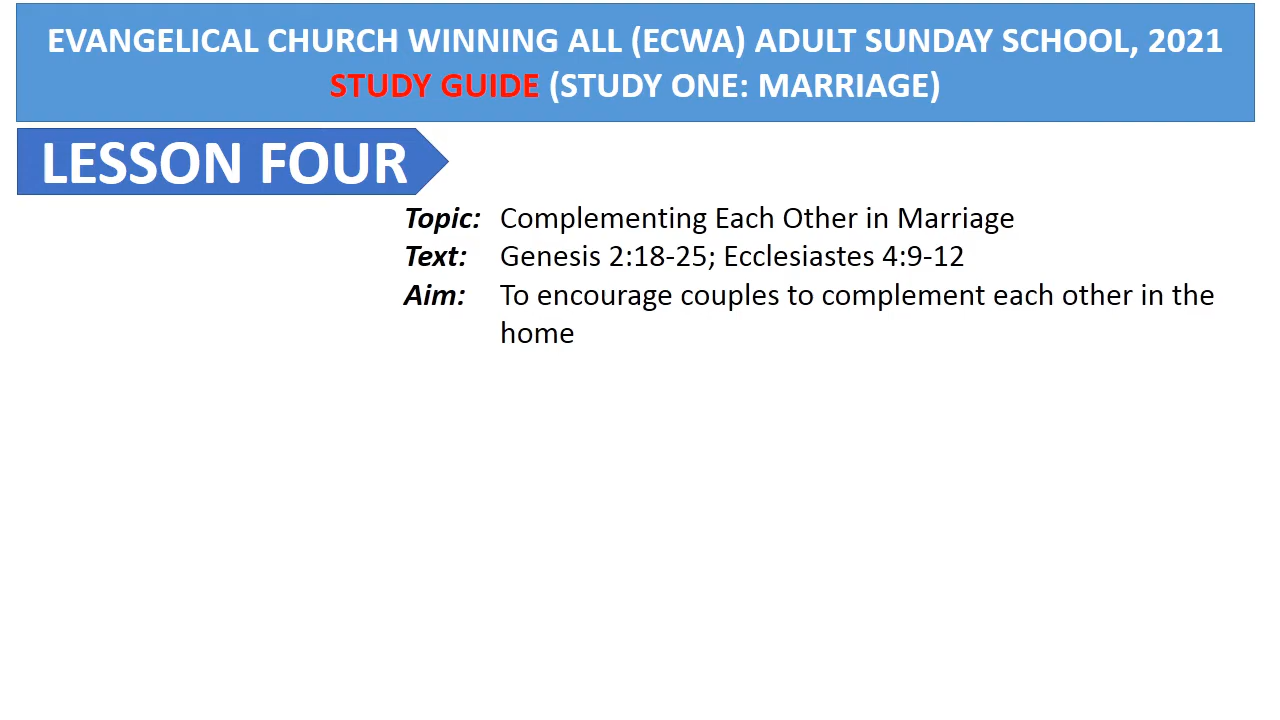 EVANGELICAL CHURCH WINNING ALL (ECWA) ADULT SUNDAY SCHOOL, 2021
STUDY GUIDE (STUDY ONE: MARRIAGE)
LESSON FOUR
Topic: Complementing Each Other in Marriage
Text: Genesis 2:18-25; Ecclesiastes 4:9-12
Aim: To encourage couples to complement each other in the
home